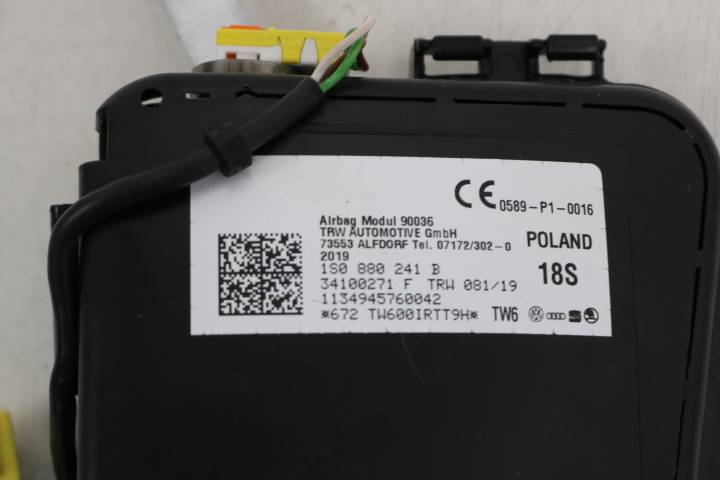 CE 0589-P1-0016
Airbag Modul 90036
TRW AUTOMOTIVE GmbH
73553 ALFDORF Tel. 07172/302-0
2019
POLAND
1S0 880 241 B
18S
34100271 F TRW 081/19
1134945760042
*672 TW600IRTT9H* TW6